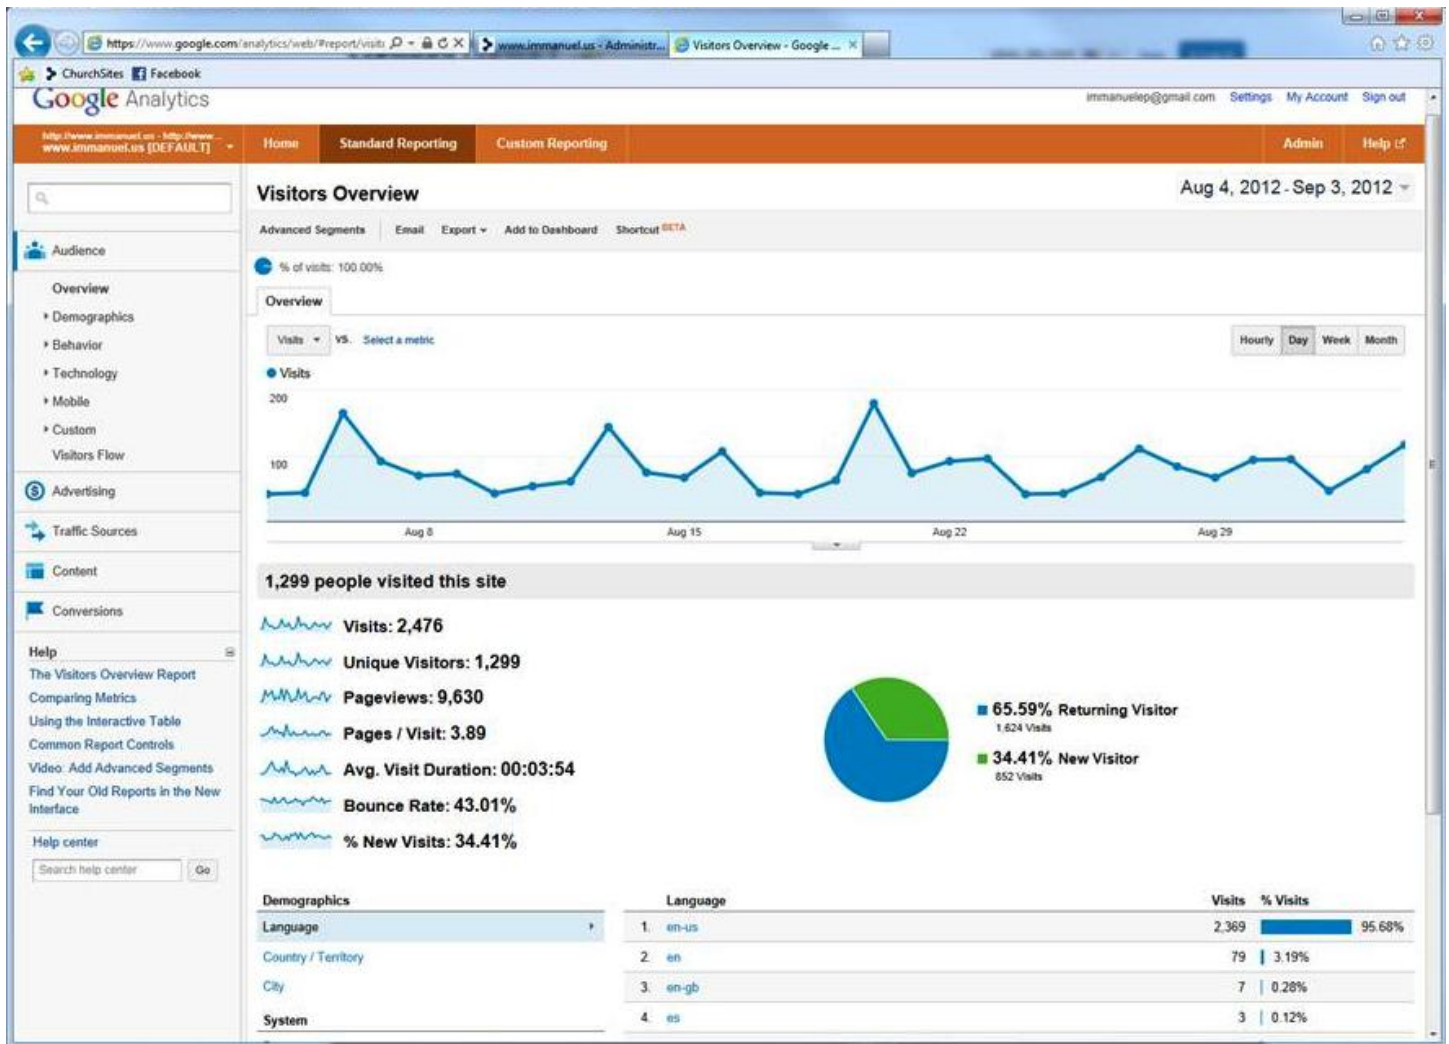 https://www.google.com/analytics/web/#report/visit
www.immanuel.us - Administr...
Visitors Overview - Google ...
ChurchSites Facebook
Google Analytics
immanuelep@gmail.com Settings My Account Sign out
http://www.immanuel.us - http://www...
www.immanuel.us [DEFAULT]
Home Standard Reporting Custom Reporting Admin Help
Visitors Overview
Aug 4, 2012 - Sep 3, 2012
Advanced Segments Email Export Add to Dashboard Shortcut BETA
% of visits: 100.00%
Overview
Visits VS. Select a metric
Hourly Day Week Month
Visits
200
100
Aug 8 Aug 15 Aug 22 Aug 29
Audience
Overview
Demographics
Behavior
Technology
Mobile
Custom
Visitors Flow
Advertising
Traffic Sources
Content
Conversions
Help
The Visitors Overview Report
Comparing Metrics
Using the Interactive Table
Common Report Controls
Video: Add Advanced Segments
Find Your Old Reports in the New
Interface
Help center
Search help center Go
1,299 people visited this site
Visits: 2,476
Unique Visitors: 1,299
Pageviews: 9,630
Pages / Visit: 3.89
Avg. Visit Duration: 00:03:54
Bounce Rate: 43.01%
% New Visits: 34.41%
65.59% Returning Visitor
1,624 Visits
34.41% New Visitor
852 Visits
Demographics
Language
Country / Territory
City
System
Language Visits % Visits
1. en-us 2,369 95.68%
2. en 79 3.19%
3. en-gb 7 0.28%
4. es 3 0.12%